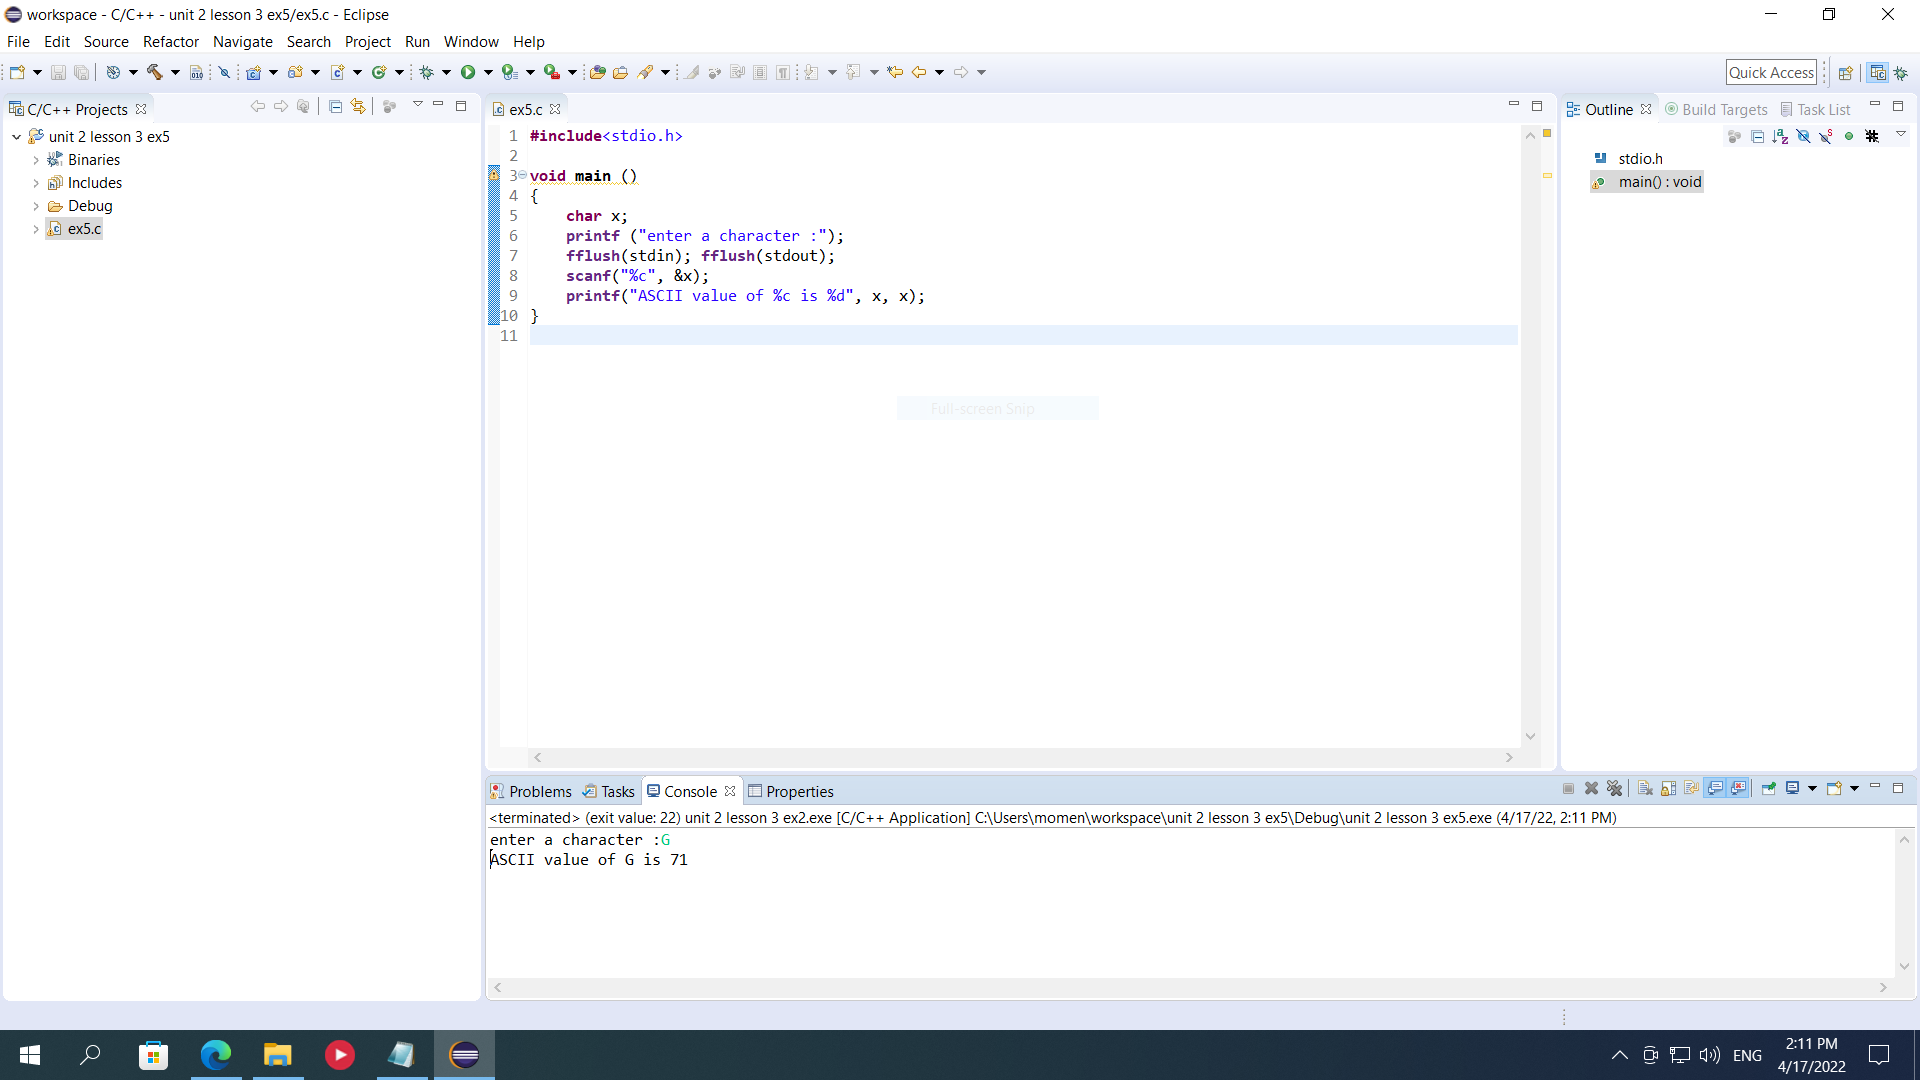 workspace - C/C++ - unit 2 lesson 3 ex5/ex5.c - Eclipse
File Edit Source Refactor Navigate Search Project Run Window Help
Quick Access
C/C++ Projects
unit 2 lesson 3 ex5
Binaries
Includes
Debug
ex5.c
ex5.c
1 #include<stdio.h>
2
3 void main ()
4 {
5 char x;
6 printf ("enter a character :");
7 fflush(stdin); fflush(stdout);
8 scanf("%c", &x);
9 printf("ASCII value of %c is %d", x, x);
10 }
11
Full-screen Snip
Outline Build Targets Task List
stdio.h
main() : void
Problems Tasks Console Properties
<terminated> (exit value: 22) unit 2 lesson 3 ex2.exe [C/C++ Application] C:\Users\momen\workspace\unit 2 lesson 3 ex5\Debug\unit 2 lesson 3 ex5.exe (4/17/22, 2:11 PM)
enter a character :G
ASCII value of G is 71
ENG
2:11 PM
4/17/2022